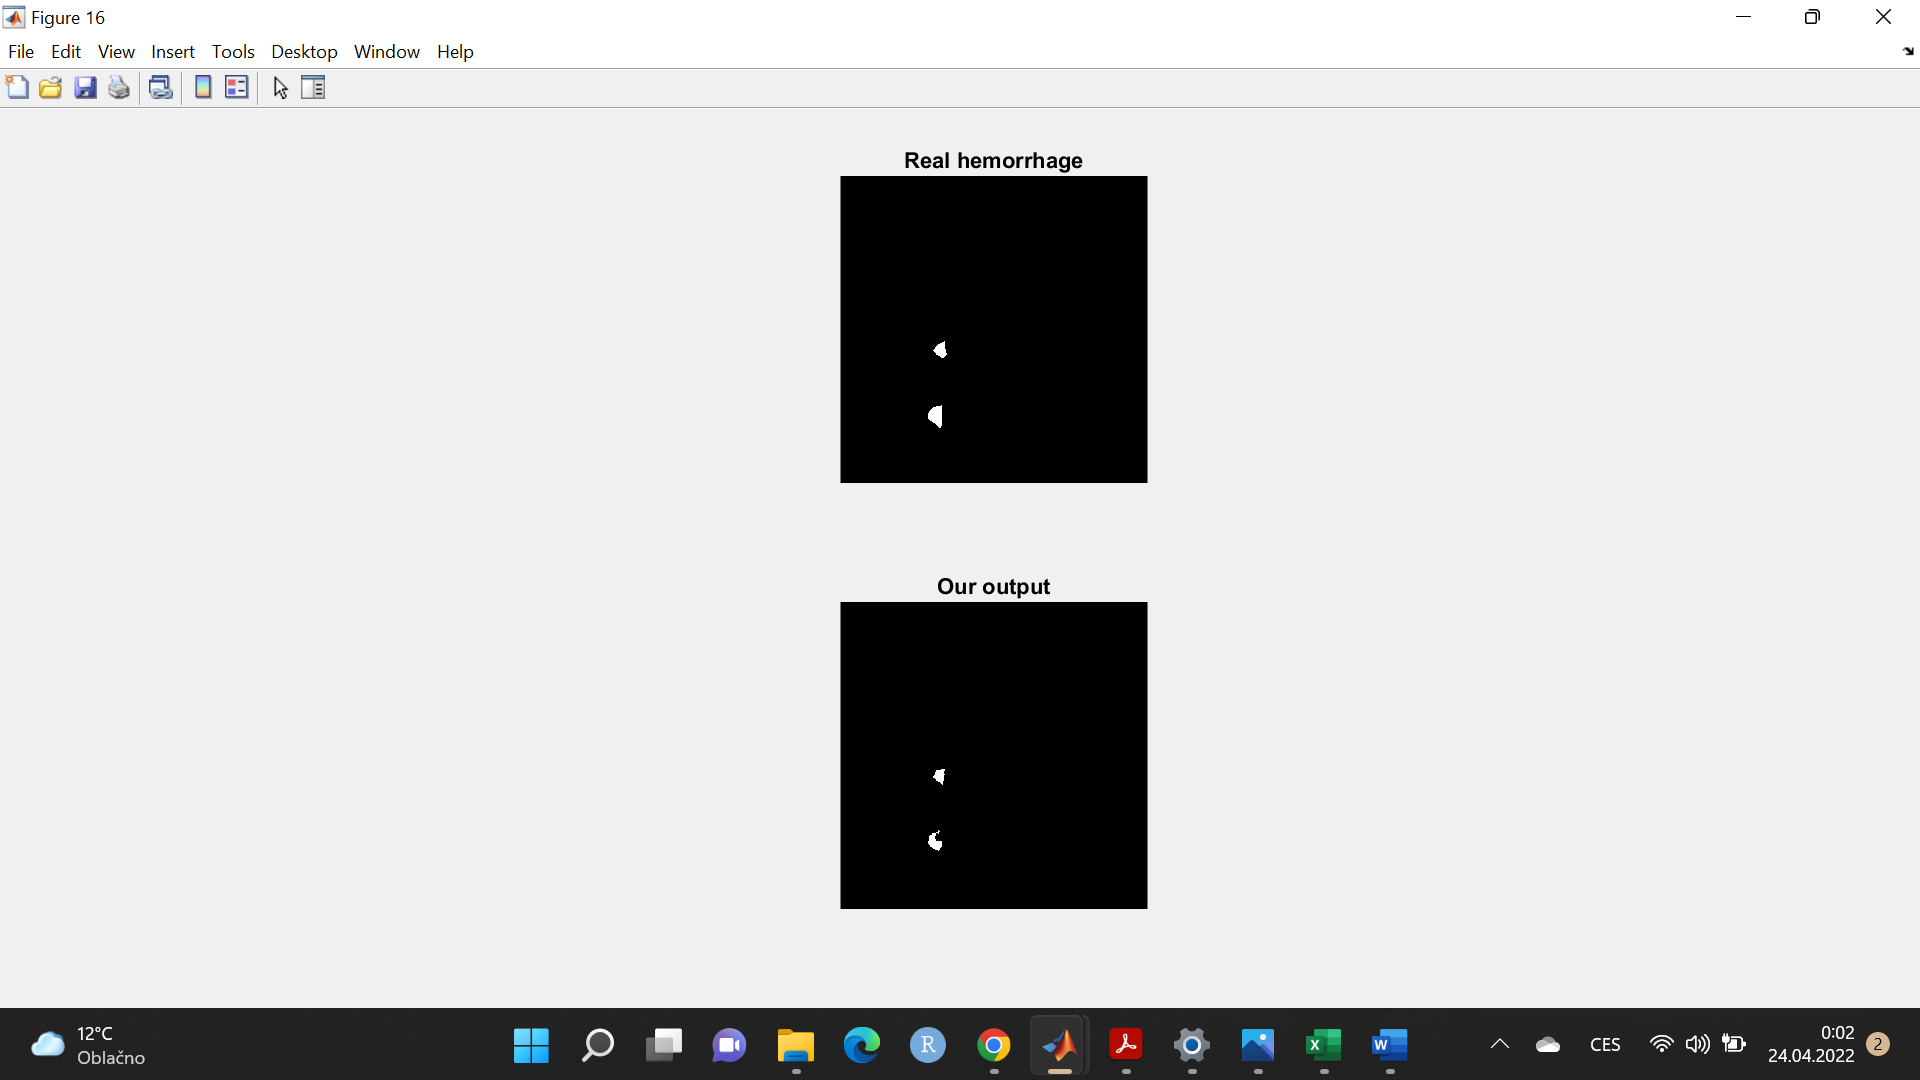 Figure 16
File Edit View Insert Tools Desktop Window Help
Real hemorrhage
Our output
12°C
Oblačno
R
X
W
CES
0:02
24.04.2022
2